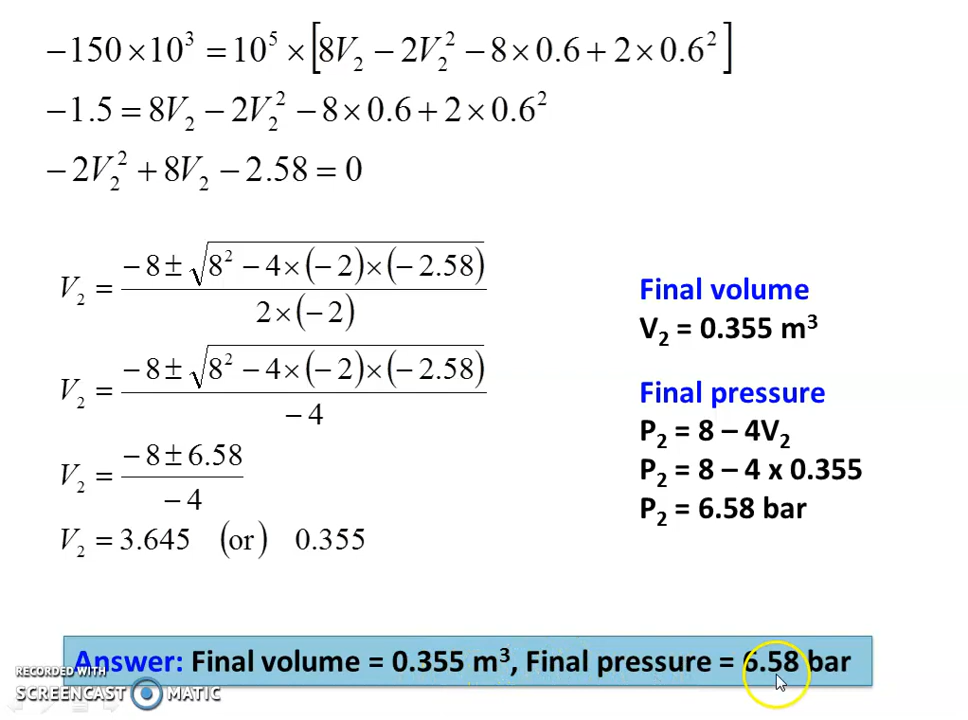 −150×10³ = 10⁵ × [8V₂ − 2V₂² − 8×0.6 + 2×0.6²]
−1.5 = 8V₂ − 2V₂² − 8×0.6 + 2×0.6²
−2V₂² + 8V₂ − 2.58 = 0
V₂ = (−8 ± √(8² − 4×(−2)×(−2.58))) / (2×(−2))
V₂ = (−8 ± √(8² − 4×(−2)×(−2.58))) / −4
V₂ = (−8 ± 6.58) / −4
V₂ = 3.645 (or) 0.355
Final volume
V₂ = 0.355 m³
Final pressure
P₂ = 8 – 4V₂
P₂ = 8 – 4 x 0.355
P₂ = 6.58 bar
Answer: Final volume = 0.355 m³, Final pressure = 6.58 bar
RECORDED WITH
SCREENCAST MATIC